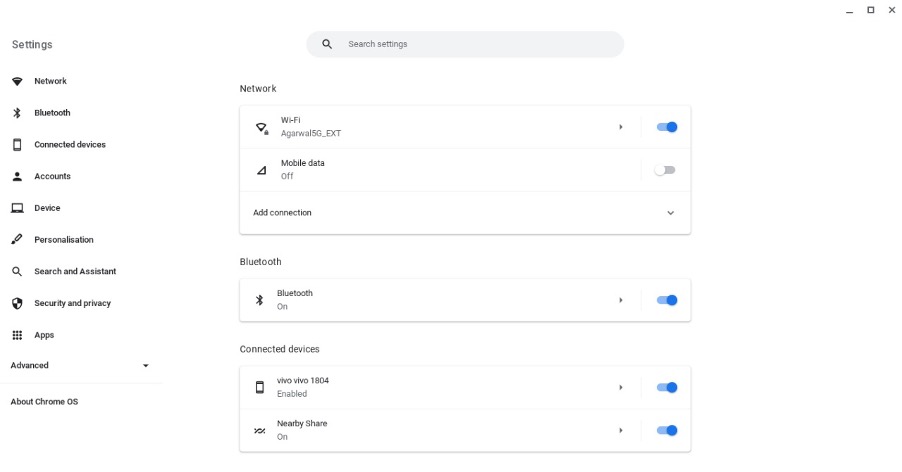 Settings
Search settings
Network
Bluetooth
Connected devices
Accounts
Device
Personalisation
Search and Assistant
Security and privacy
Apps
Advanced
About Chrome OS
Network
Wi-Fi
Agarwal5G_EXT
Mobile data
Off
Add connection
Bluetooth
Bluetooth
On
Connected devices
vivo vivo 1804
Enabled
Nearby Share
On